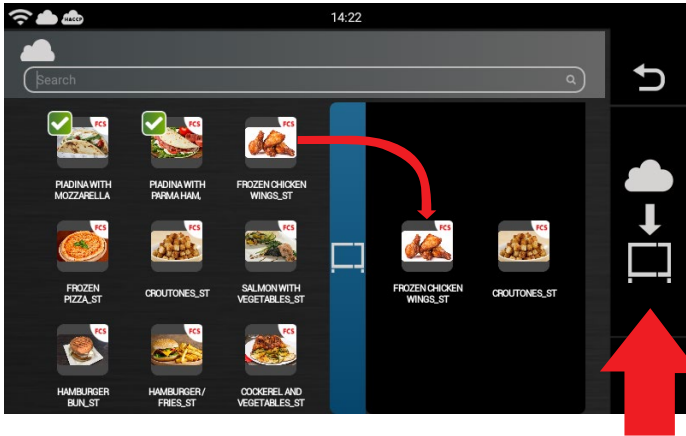 HACCP
14:22
Search
FCS
FCS
FCS
PIADINA WITH
MOZZARELLA
PIADINA WITH
PARMA HAM,
FROZEN CHICKEN
WINGS_ST
FCS
FCS
FCS
FCS
FCS
FROZEN
PIZZA_ST
CROUTONES_ST
SALMON WITH
VEGETABLES_ST
FROZEN CHICKEN
WINGS_ST
CROUTONES_ST
FCS
FCS
FCS
HAMBURGER
BUN_ST
HAMBURGER/
FRIES_ST
COCKEREL AND
VEGETABLES_ST